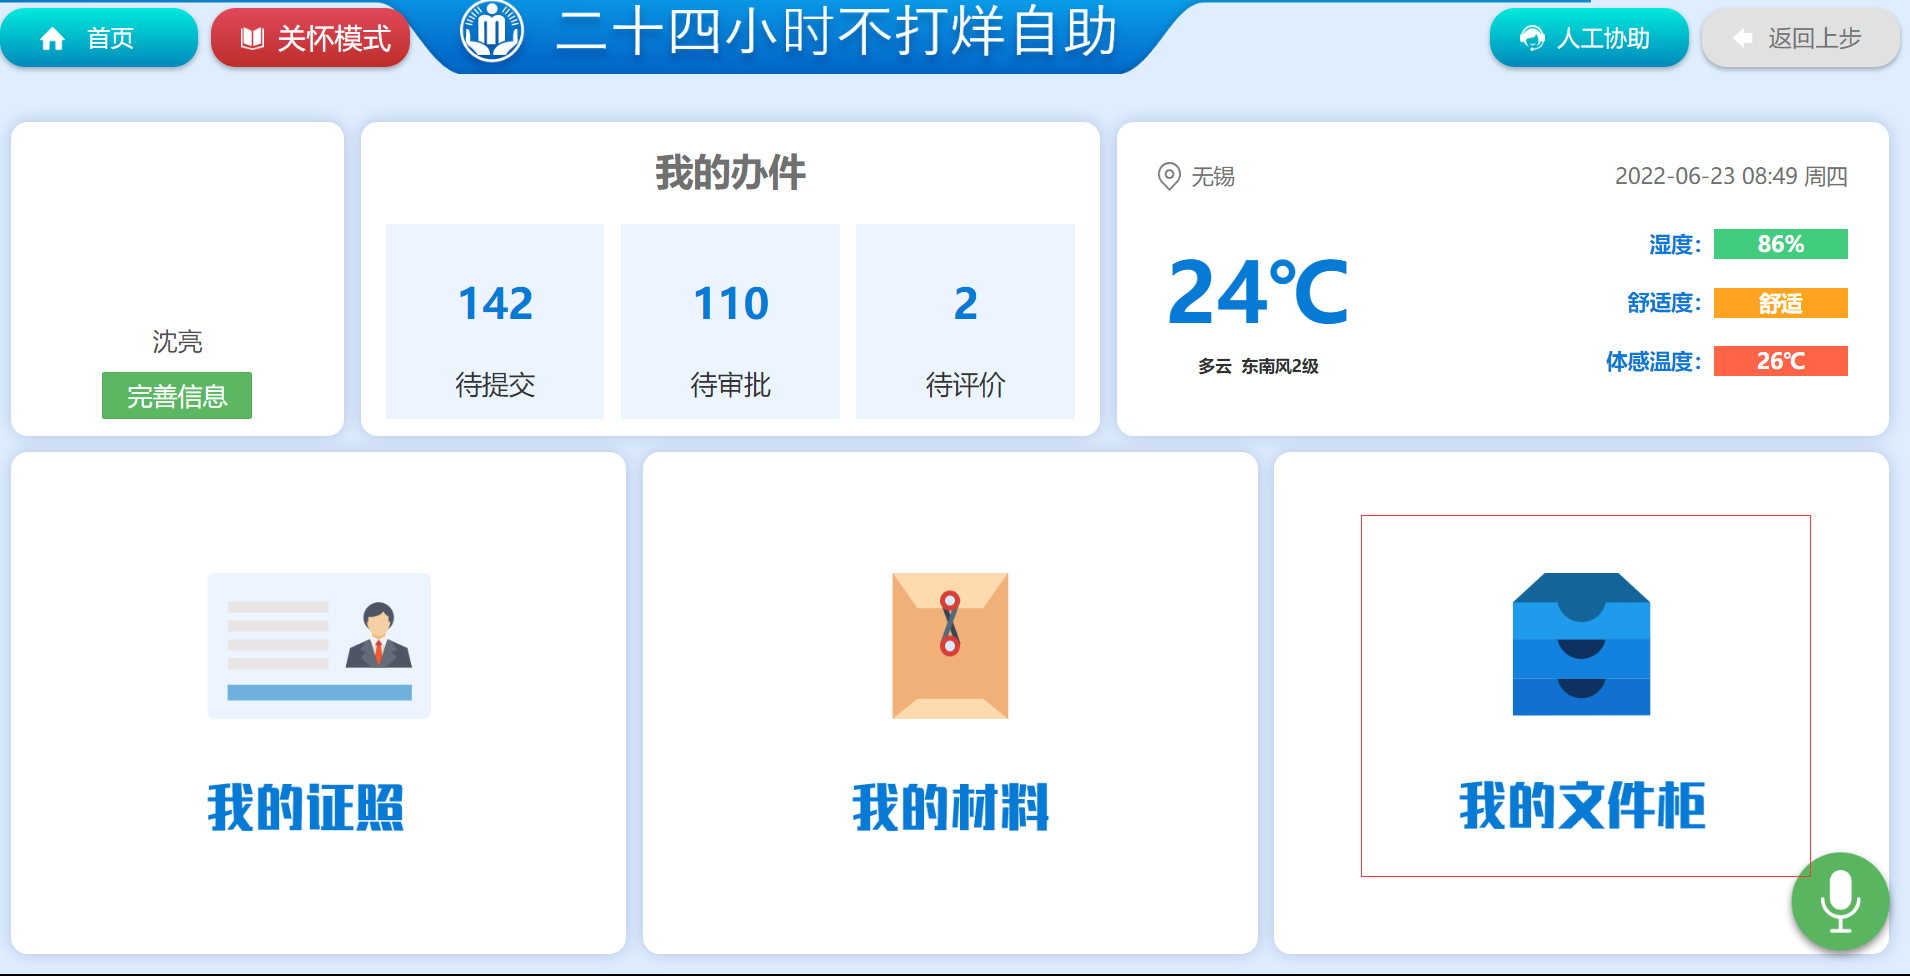 首页
关怀模式
二十四小时不打烊自助
人工协助
返回上步
沈亮
完善信息
我的办件
142
110
2
待提交
待审批
待评价
无锡
2022-06-23 08:49 周四
24℃
多云 东南风2级
湿度：
86%
舒适度：
舒适
体感温度：
26℃
我的证照
我的材料
我的文件柜